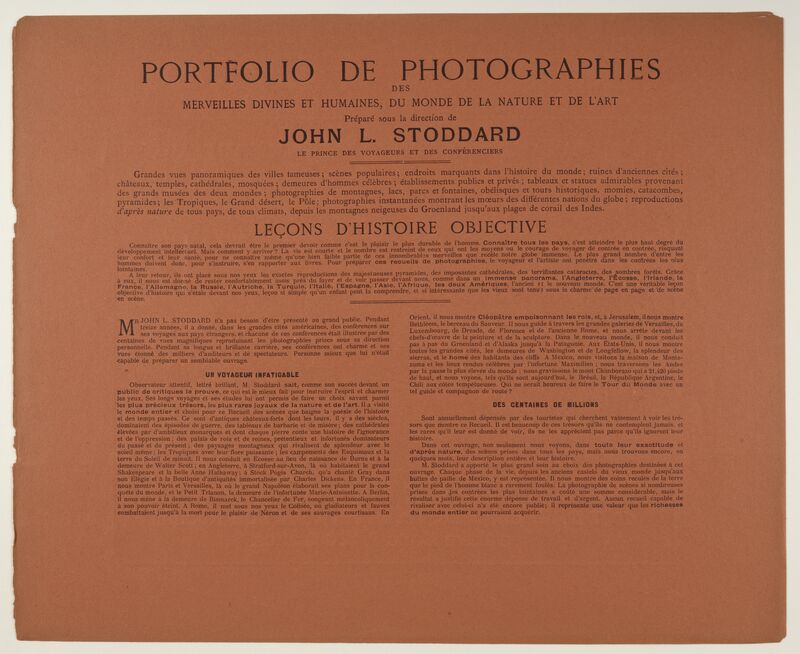 PORTFOLIO DE PHOTOGRAPHIES
DES
MERVEILLES DIVINES ET HUMAINES, DU MONDE DE LA NATURE ET DE L'ART
Préparé sous la direction de
JOHN L. STODDARD
LE PRINCE DES VOYAGEURS ET DES CONFÉRENCIERS
Grandes vues panoramiques des villes fameuses; scènes populaires; endroits marquants dans l'histoire du monde; ruines d'anciennes cités;
châteaux, temples, cathédrales, mosquées; demeures d'hommes célèbres; établissements publics et privés; tableaux et statues admirables provenant
des grands musées des deux mondes; photographies de montagnes, lacs, parcs et fontaines, obélisques et tours historiques, momies, catacombes,
pyramides; les Tropiques, le Grand désert, le Pôle; photographies instantanées montrant les mœurs des différentes nations du globe; reproductions
d'après nature de tous pays, de tous climats, depuis les montagnes neigeuses du Groenland jusqu'aux plages de corail des Indes.
LEÇONS D'HISTOIRE OBJECTIVE
Connaître son pays natal, cela devrait être le premier devoir comme c'est le plaisir le plus durable de l'homme. Connaître tous les pays, c'est atteindre le plus haut degré du
développement intellectuel. Mais comment y arriver? La vie est courte et le nombre est restreint de ceux qui ont les moyens ou le courage de voyager de contrée en contrée, risquant
leur confort et leur santé, pour ne connaître même qu'une bien faible partie de ces innombrables merveilles que recèle notre globe immense. Le plus grand nombre d'entre les
hommes doivent donc, pour s'instruire, s'en rapporter aux livres. Pour préparer ces recueils de photographies, le voyageur et l'artiste ont pénétré dans les contrées les plus
lointaines.
A leur retour, ils ont placé sous nos yeux les exactes reproductions des majestueuses pyramides, des imposantes cathédrales, des terrifiantes cataractes, des sombres forêts. Grâce
à eux, il nous est donné de rester confortablement assis près du foyer et de voir passer devant nous, comme dans un immense panorama, l'Angleterre, l'Écosse, l'Irlande, la
France, l'Allemagne, la Russie, l'Autriche, la Turquie, l'Italie, l'Espagne, l'Asie, l'Afrique, les deux Amériques, l'ancien et le nouveau monde. C'est une véritable leçon
objective d'histoire qui s'étale devant nos yeux, leçon si simple qu'un enfant peut la comprendre, et si intéressante que les vieux sont tenus sous le charme de page en page et de scène
en scène.
MR JOHN L. STODDARD n'a pas besoin d'être présenté au grand public. Pendant
treize années, il a donné, dans les grandes cités américaines, des conférences sur
ses voyages aux pays étrangers, et chacune de ces conférences était illustrée par des
centaines de vues magnifiques reproduisant les photographies prises sous sa direction
personnelle. Pendant sa longue et brillante carrière, ses conférences ont charmé et ses
vues étonné des milliers d'auditeurs et de spectateurs. Personne mieux que lui n'était
capable de préparer un semblable ouvrage.
UN VOYAGEUR INFATIGABLE
Observateur attentif, lettré brillant, M. Stoddard sait, comme son succès devant un
public de critiques le prouve, ce qui est le mieux fait pour instruire l'esprit et charmer
les yeux. Ses longs voyages et ses études lui ont permis de faire un choix savant parmi
les plus précieux trésors, les plus rares joyaux de la nature et de l'art. Il a visité
le monde entier et choisi pour ce Recueil des scènes que baigne la poésie de l'histoire
et des temps passés. Ce sont d'antiques châteaux-forts dont les tours, il y a des siècles,
dominaient des épisodes de guerre, des tableaux de barbarie et de misère; des cathédrales
élevées par d'ambitieux monarques et dont chaque pierre conte une histoire de l'ignorance
et de l'oppression; des palais de rois et de reines, prétentieux et infortunés dominateurs
du passé et du présent; des paysages montagneux qui rivalisent de splendeur avec le
soleil même; les Tropiques avec leur flore puissante; les campements des Esquimaux et la
terre du Soleil de minuit. Il nous conduit en Écosse au lieu de naissance de Burns et à la
demeure de Walter Scott; en Angleterre, à Stratford-sur-Avon, là où habitaient le grand
Shakespeare et la belle Anne Hathaway; à Stock Pogis Church, qu'a chanté Gray dans
son Élégie et à la Boutique d'antiquités immortalisée par Charles Dickens. En France, il
nous montre Paris et Versailles, là où le grand Napoléon élaborait ses plans pour la con-
quête du monde, et le Petit Trianon, la demeure de l'infortunée Marie-Antoinette. A Berlin,
il nous mène à la demeure de Bismarck, le Chancelier de Fer, songeant mélancoliquement
à son pouvoir éteint. A Rome, il met sous nos yeux le Colisée, où gladiateurs et fauves
combattaient jusqu'à la mort pour le plaisir de Néron et de ses sauvages courtisans. En
Orient, il nous montre Cléopâtre empoisonnant les rois, et, à Jérusalem, il nous montre
Bethléem, le berceau du Sauveur. Il nous guide à travers les grandes galeries de Versailles, du
Luxembourg, de Dresde, de Florence et de l'ancienne Rome, et nous arrête devant les
chefs-d'œuvre de la peinture et de la sculpture. Dans le nouveau monde, il nous conduit
pas à pas du Groenland et d'Alaska jusqu'à la Patagonie. Aux États-Unis, il nous montre
toutes les grandes cités, les demeures de Washington et de Longfellow, la splendeur des
sierras, et le home des habitants des cliffs. A Mexico, nous visitons la maison de Monte-
zuma et les lieux rendus célèbres par l'infortuné Maximilien; nous traversons les Andes
par la passe la plus élevée du monde; nous gravissons le mont Chimborazo qui a 21,420 pieds
de haut, et nous voyons, tels qu'ils sont aujourd'hui, le Brésil, la République Argentine, le
Chili aux côtes tempêtueuses. Qui ne serait heureux de faire le Tour du Monde avec un
tel guide et compagnon de route?
DES CENTAINES DE MILLIONS
Sont annuellement dépensés par des touristes qui cherchent vainement à voir les tré-
sors que montre ce Recueil. Il est beaucoup de ces trésors qu'ils ne contemplent jamais, et
les rares qu'il leur est donné de voir, ils ne les apprécient pas parce qu'ils ignorent leur
histoire.
Dans cet ouvrage, non seulement nous voyons, dans toute leur exactitude et
d'après nature, des scènes prises dans tous les pays, mais nous trouvons encore, en
quelques mots, leur description entière et leur histoire.
M. Stoddard a apporté le plus grand soin au choix des photographies destinées à cet
ouvrage. Chaque phase de la vie, depuis les anciens castels du vieux monde jusqu'aux
huttes de paille de Mexico, y est représentée. Il nous montre des coins reculés de la terre
que le pied de l'homme blanc a rarement foulés. La photographie de scènes si nombreuses
prises dans les contrées les plus lointaines a coûté une somme considérable, mais le
résultat a justifié cette énorme dépense de travail et d'argent. Aucun recueil capable de
rivaliser avec celui-ci n'a été encore publié; il représente une valeur que les richesses
du monde entier ne pourraient acquérir.